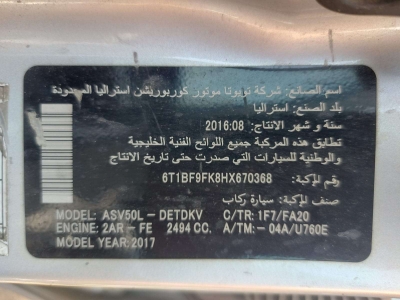 اسم الصانع: شركة تويوتا موتور كوربوريشن استراليا المحدودة
بلد الصنع: استراليا
سنة و شهر الانتاج: 2016:08
تطابق هذه المركبة جميع اللوائح الفنية الخليجية
والوطنية للسيارات التي صدرت حتى تاريخ الانتاج
رقم المركبة: 6T1BF9FK8HX670368
صنف المركبة: سيارة ركاب
MODEL: ASV50L - DETDKV C/TR: 1F7/FA20
ENGINE: 2AR - FE 2494 CC. A/TM: -04A/U760E
MODEL YEAR: 2017